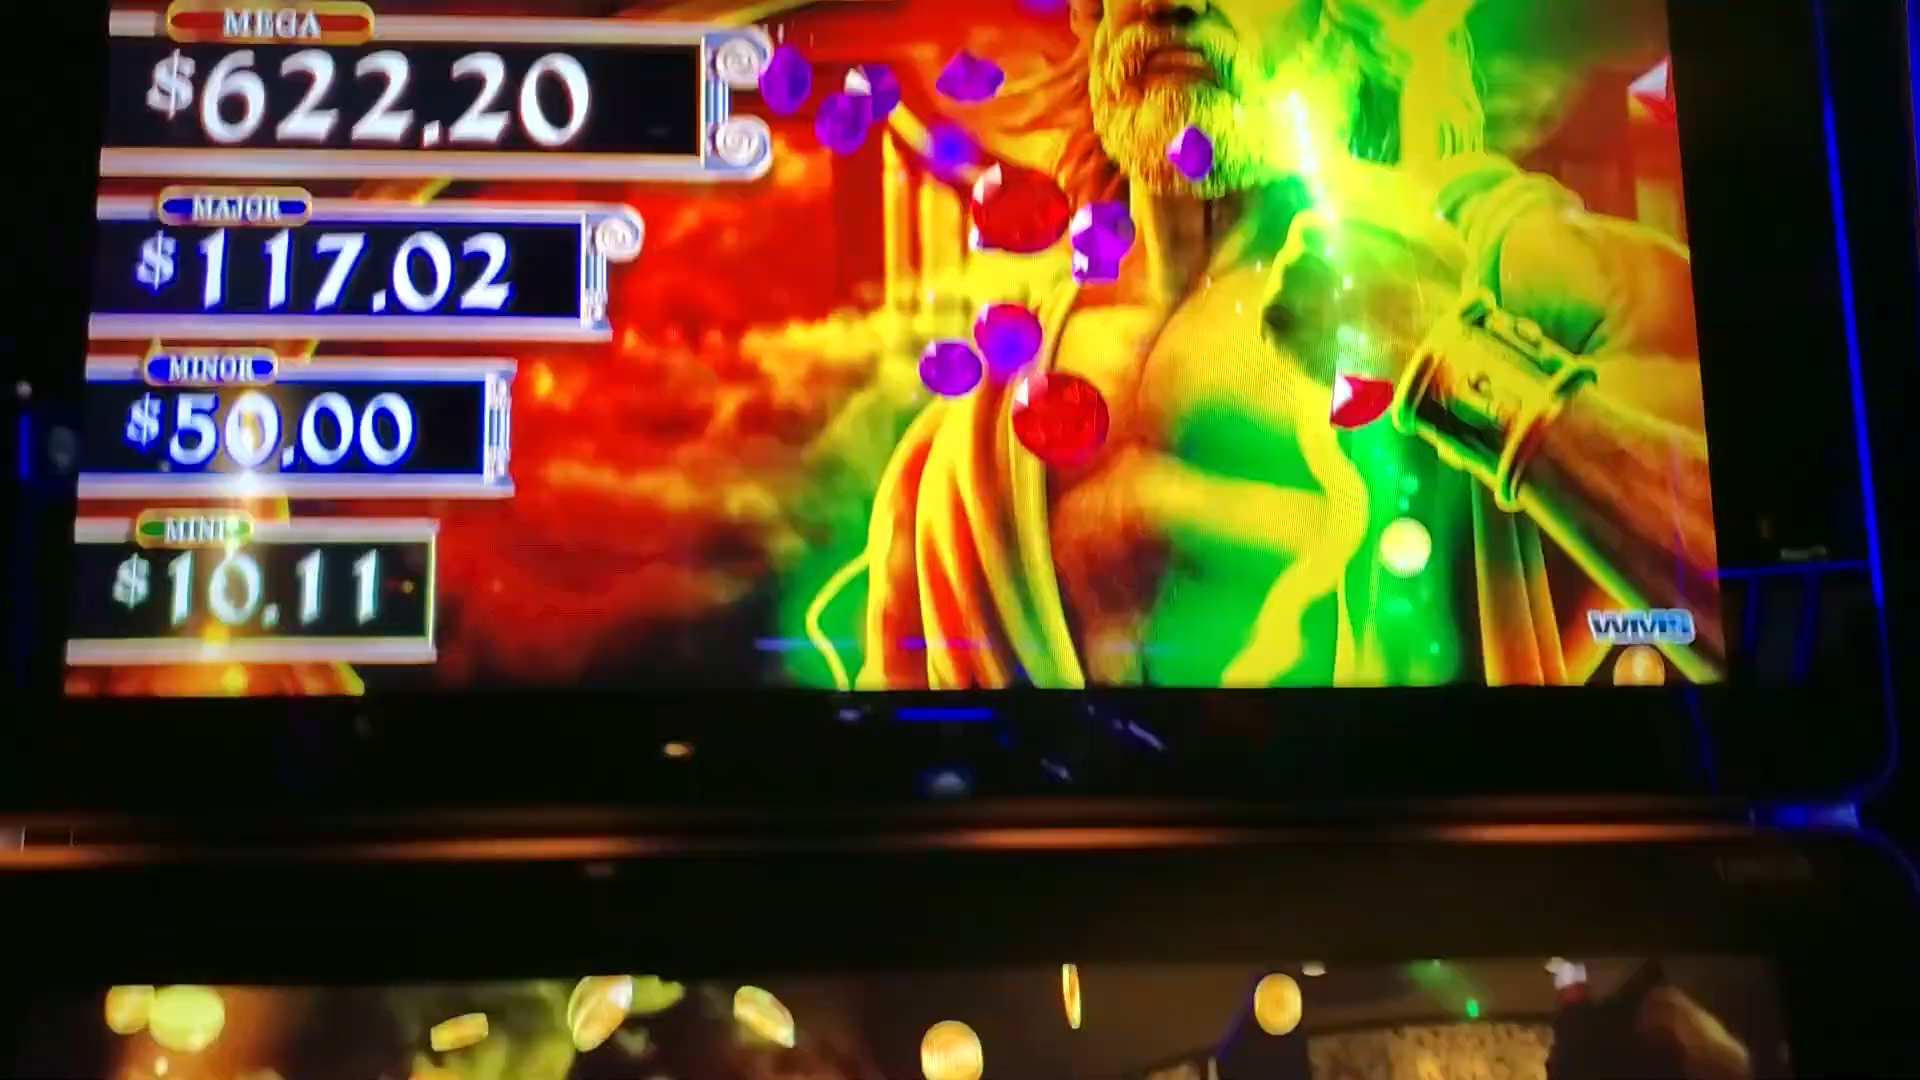 MEGA
$622.20
MAJOR
$117.02
MINOR
$50.00
MINI
$10.11
WMS